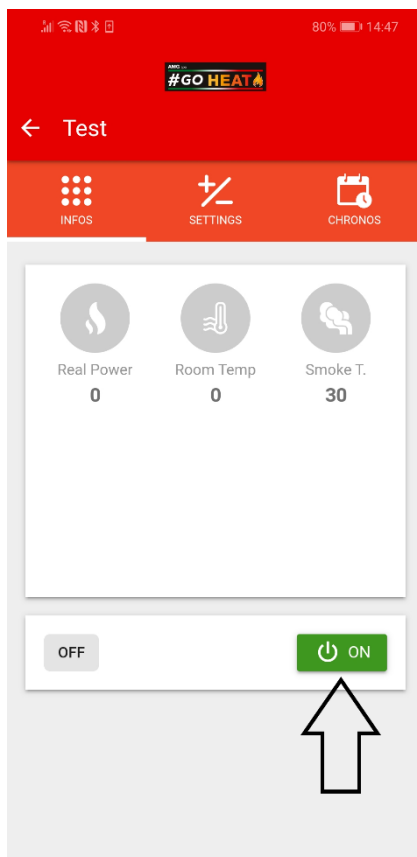 80% 14:47
AMG
#GO HEAT
Test
INFOS SETTINGS CHRONOS
Real Power Room Temp Smoke T.
0 0 30
OFF ON